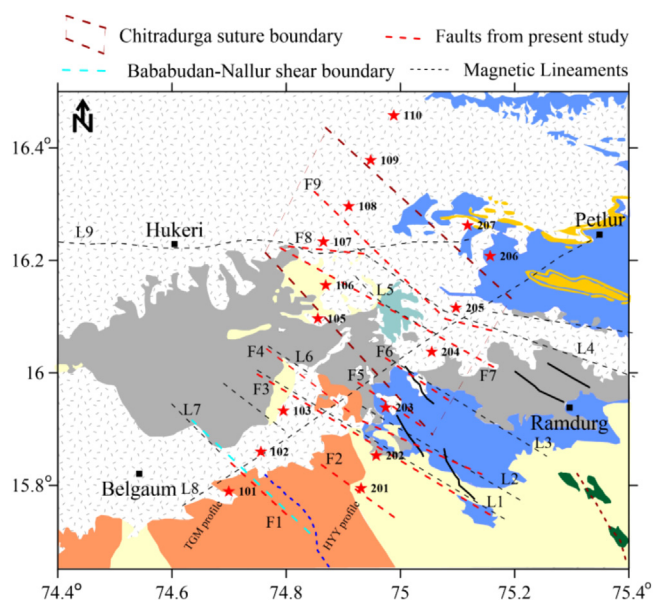 Chitradurga suture boundary
Faults from present study
Bababudan-Nallur shear boundary
Magnetic Lineaments
N
110
16.4°
109
F9
108
207
Petlur
L9
Hukeri
F8
107
16.2°
206
106
L5
205
105
F4
L6
F6
204
L4
16
F3
F5
F7
L7
103
203
Ramdurg
102
L3
F2
202
L2
Belgaum
L8
101
201
L1
15.8°
F1
TGM profile
HYY profile
74.4°
74.6
74.8
75
75.2
75.4°